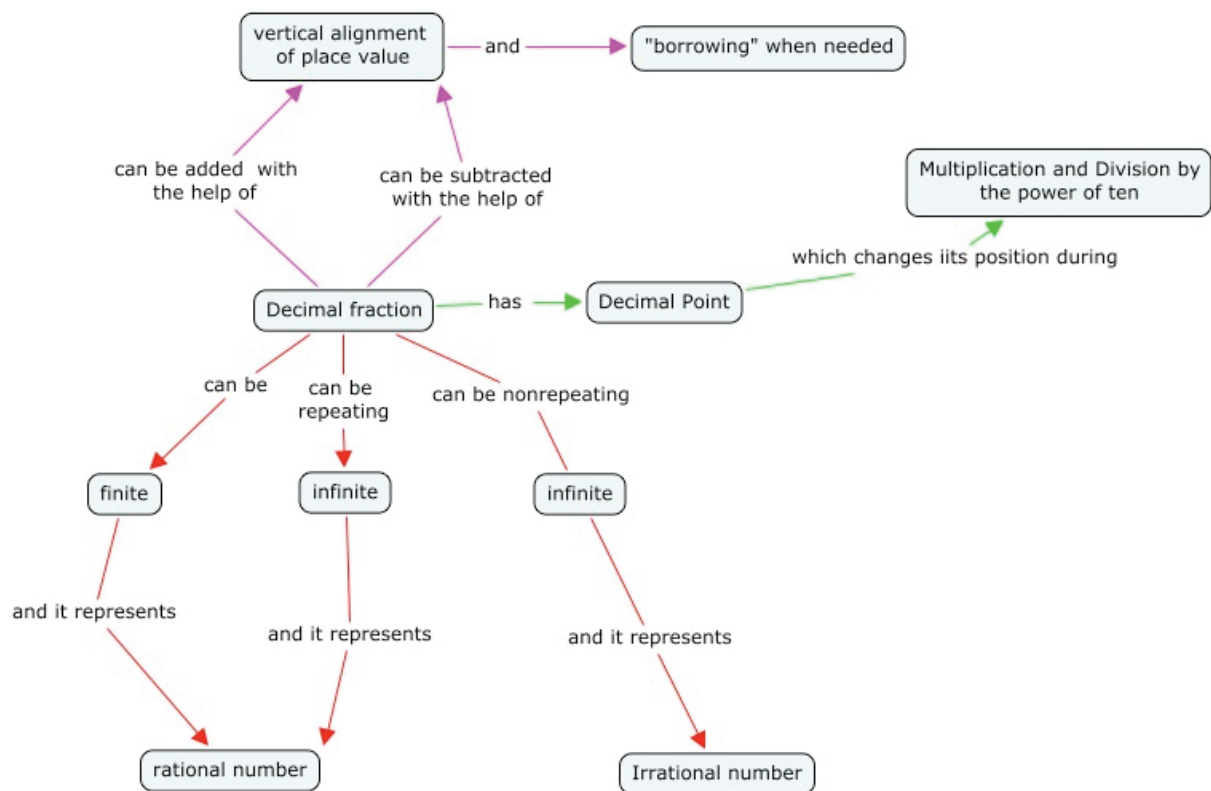 vertical alignment
of place value
and
"borrowing" when needed
can be added with
the help of
can be subtracted
with the help of
Multiplication and Division by
the power of ten
which changes iits position during
Decimal fraction
has
Decimal Point
can be
can be
repeating
can be nonrepeating
finite
infinite
infinite
and it represents
and it represents
and it represents
rational number
Irrational number